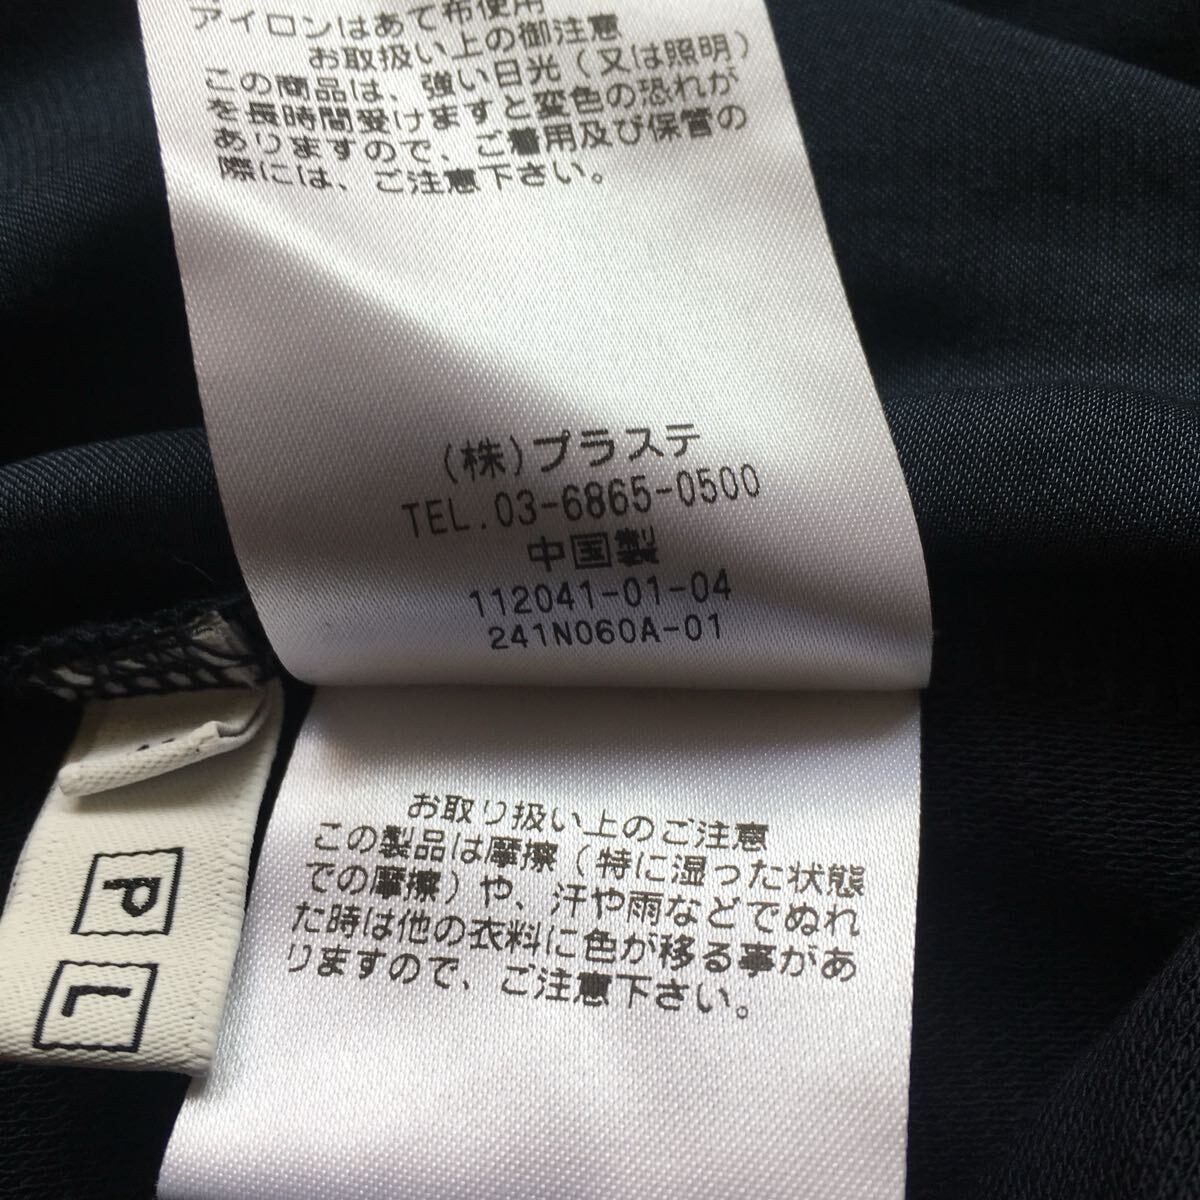 アイロンはあて布使用
お取扱い上の御注意
この商品は、強い日光（又は照明）
を長時間受けますと変色の恐れが
ありますので、ご着用及び保管の
際には、ご注意下さい。
(株)プラステ
TEL.03-6865-0500
中国製
112041-01-04
241N060A-01
お取り扱い上のご注意
この製品は摩擦（特に湿った状態
での摩擦）や、汗や雨などでぬれ
た時は他の衣料に色が移る事があ
りますので、ご注意下さい。
P
L